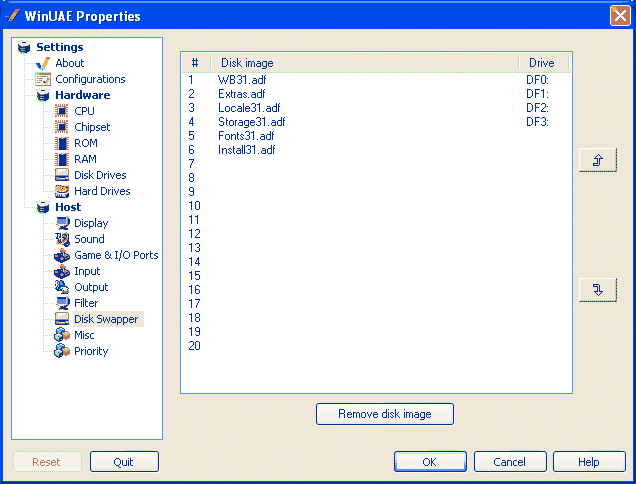 WinUAE Properties
Settings
About
Configurations
Hardware
CPU
Chipset
ROM
RAM
Disk Drives
Hard Drives
Host
Display
Sound
Game & I/O Ports
Input
Output
Filter
Disk Swapper
Misc
Priority
# Disk image Drive
1 WB31.adf DF0:
2 Extras.adf DF1:
3 Locale31.adf DF2:
4 Storage31.adf DF3:
5 Fonts31.adf
6 Install31.adf
7
8
9
10
11
12
13
14
15
16
17
18
19
20
Remove disk image
Reset Quit OK Cancel Help